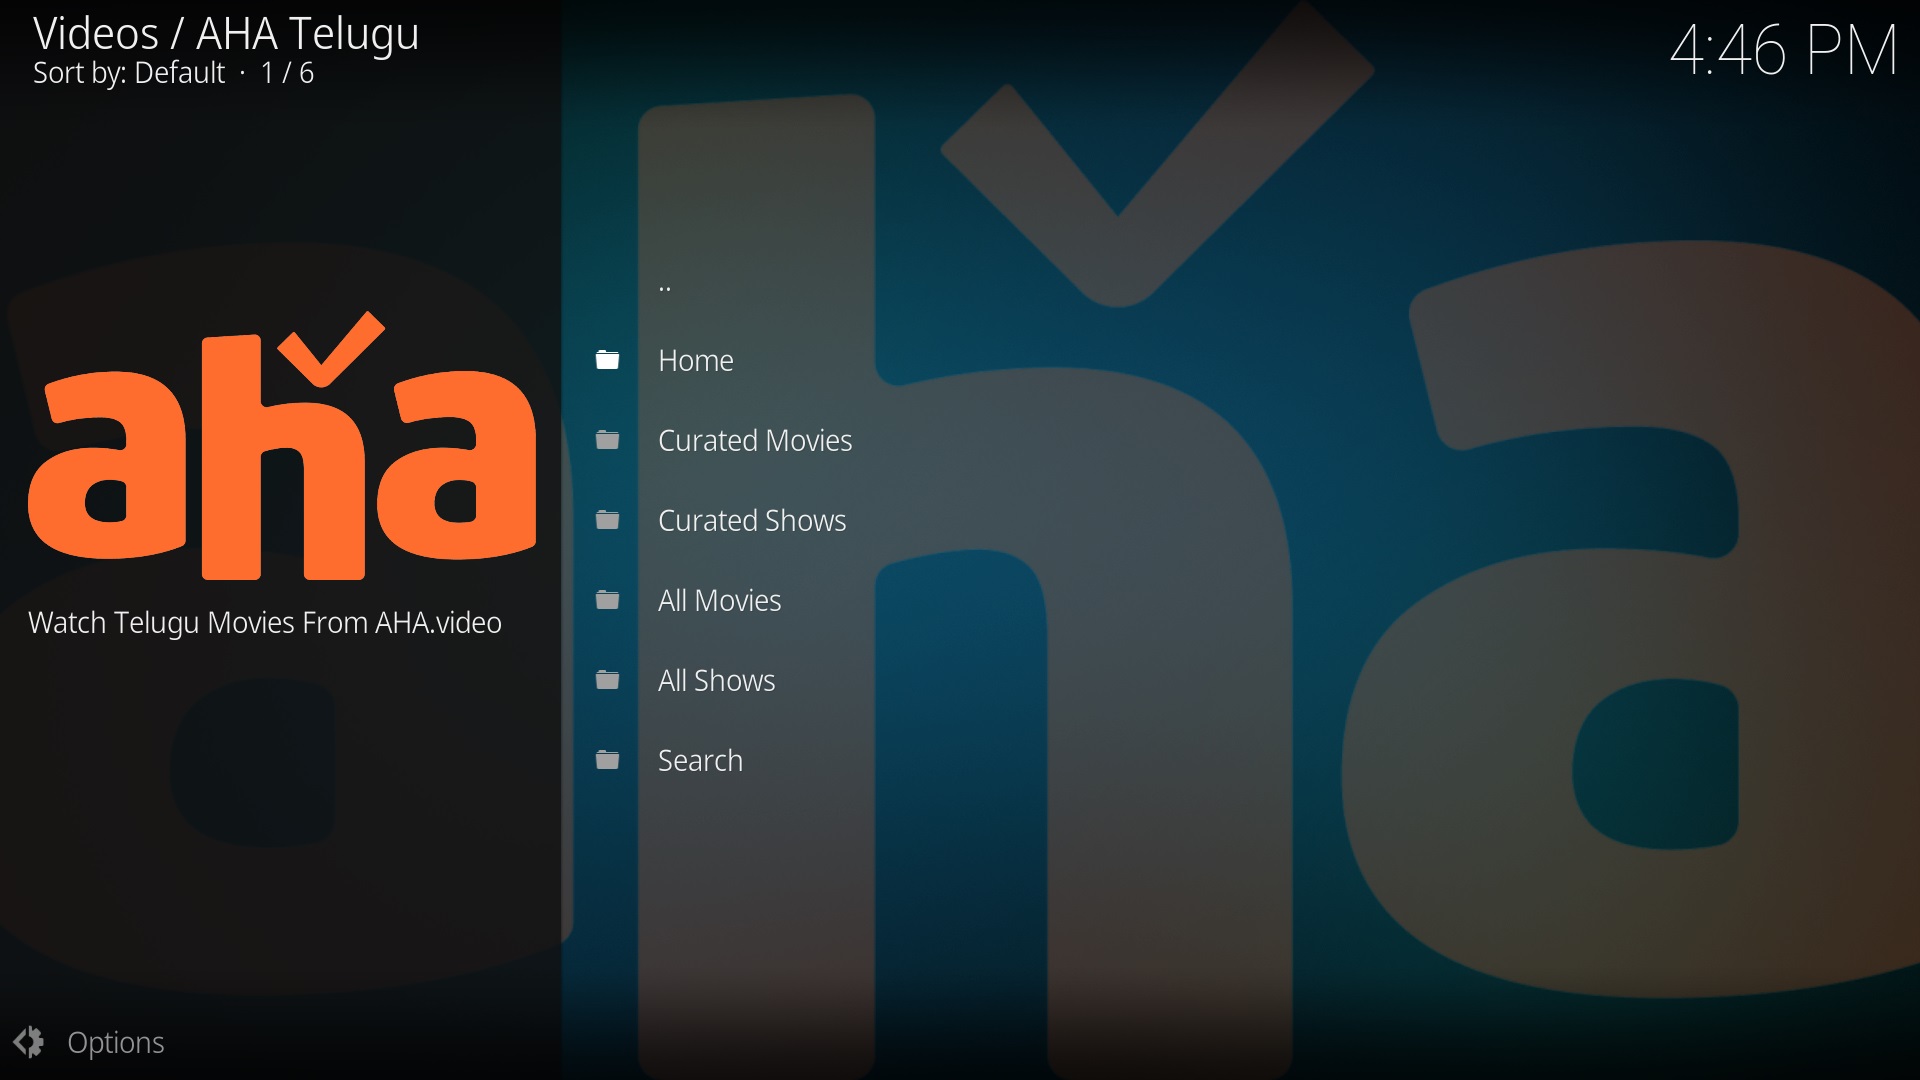 Videos / AHA Telugu
Sort by: Default · 1 / 6
4:46 PM
aha
Watch Telugu Movies From AHA.video
..
Home
Curated Movies
Curated Shows
All Movies
All Shows
Search
Options
aha